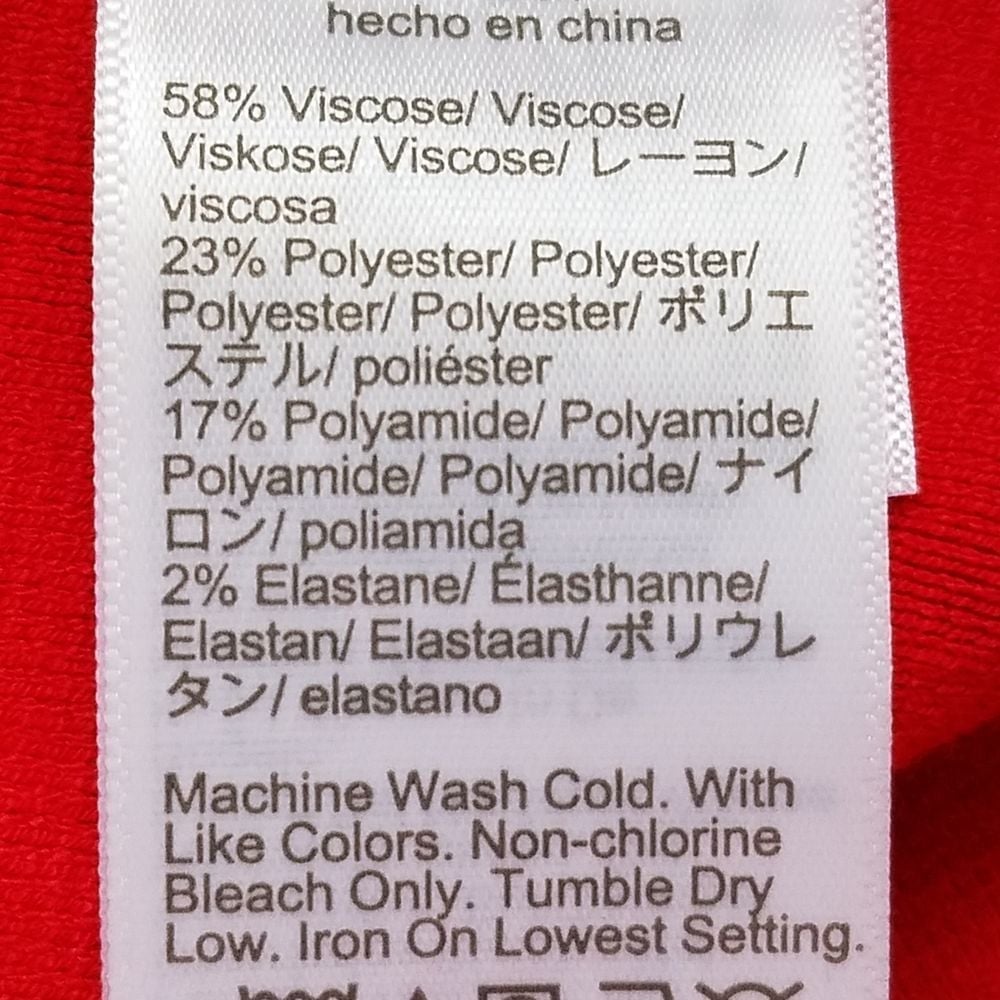 hecho en china
58% Viscose/ Viscose/
Viskose/ Viscose/ レーヨン/
viscosa
23% Polyester/ Polyester/
Polyester/ Polyester/ ポリエ
ステル/ poliéster
17% Polyamide/ Polyamide/
Polyamide/ Polyamide/ ナイ
ロン/ poliamida
2% Elastane/ Élasthanne/
Elastan/ Elastaan/ ポリウレ
タン/ elastano
Machine Wash Cold. With
Like Colors. Non-chlorine
Bleach Only. Tumble Dry
Low. Iron On Lowest Setting.